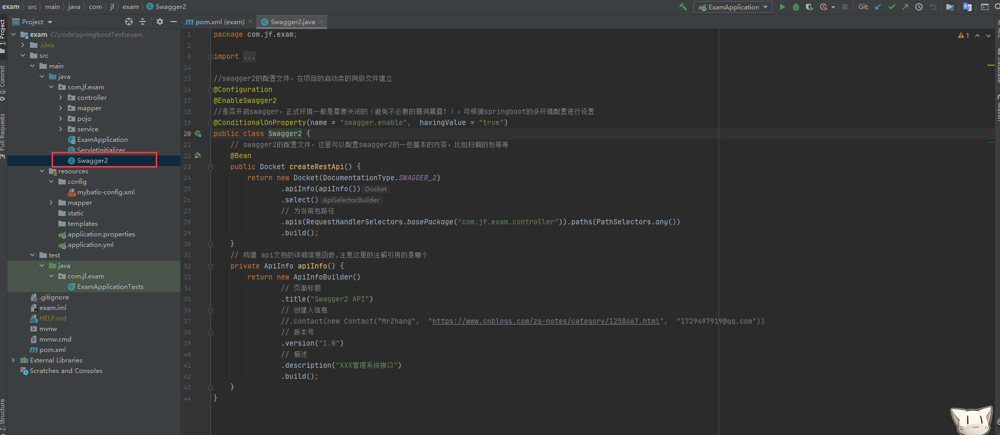 exam src main java com jf exam Swagger2
ExamApplication
Git:
Project
pom.xml (exam)
Swagger2.java
1: Project
0: Commit
Pull Requests
7: Structure
exam C:\code\springbootTest\exam
.idea
src
main
java
com.jf.exam
controller
mapper
pojo
service
ExamApplication
ServletInitializer
Swagger2
resources
config
mybatis-config.xml
mapper
static
templates
application.properties
application.yml
test
java
com.jf.exam
ExamApplicationTests
.gitignore
exam.iml
HELP.md
mvnw
mvnw.cmd
pom.xml
External Libraries
Scratches and Consoles
1 package com.jf.exam;
2
3 import ...
14
15 //swagger2的配置文件，在项目的启动类的同级文件建立
16 @Configuration
17 @EnableSwagger2
18 //是否开启swagger，正式环境一般是需要关闭的（避免不必要的漏洞暴露！），可根据springboot的多环境配置进行设置
19 @ConditionalOnProperty(name = "swagger.enable", havingValue = "true")
20 public class Swagger2 {
21 // swagger2的配置文件，这里可以配置swagger2的一些基本的内容，比如扫描的包等等
22 @Bean
23 public Docket createRestApi() {
24 return new Docket(DocumentationType.SWAGGER_2)
25 .apiInfo(apiInfo()) Docket
26 .select() ApiSelectorBuilder
27 // 为当前包路径
28 .apis(RequestHandlerSelectors.basePackage("com.jf.exam.controller")).paths(PathSelectors.any())
29 .build();
30 }
31 // 构建 api文档的详细信息函数,注意这里的注解引用的是哪个
32 private ApiInfo apiInfo() {
33 return new ApiInfoBuilder()
34 // 页面标题
35 .title("Swagger2 API")
36 // 创建人信息
37 //.contact(new Contact("MrZhang", "https://www.cnblogs.com/zs-notes/category/1258467.html", "1729497919@qq.com"))
38 // 版本号
39 .version("1.0")
40 // 描述
41 .description("XXX管理系统接口")
42 .build();
43 }
44 }
1